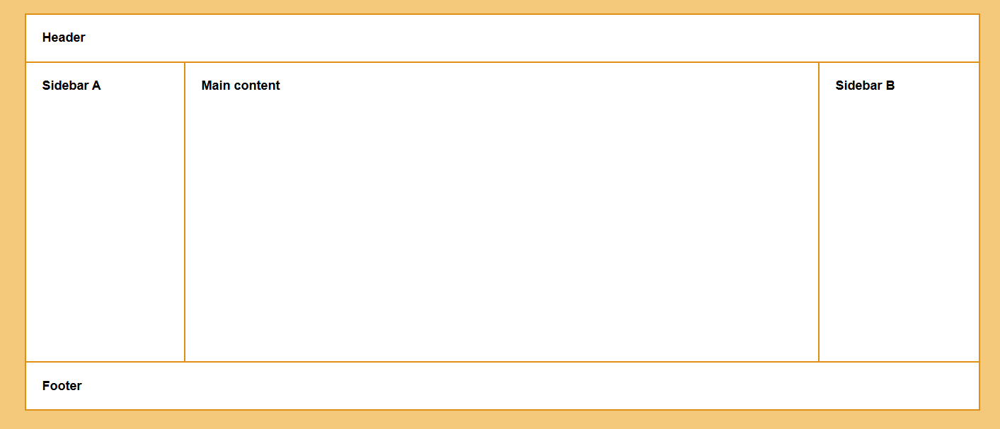 Header
Sidebar A
Main content
Sidebar B
Footer